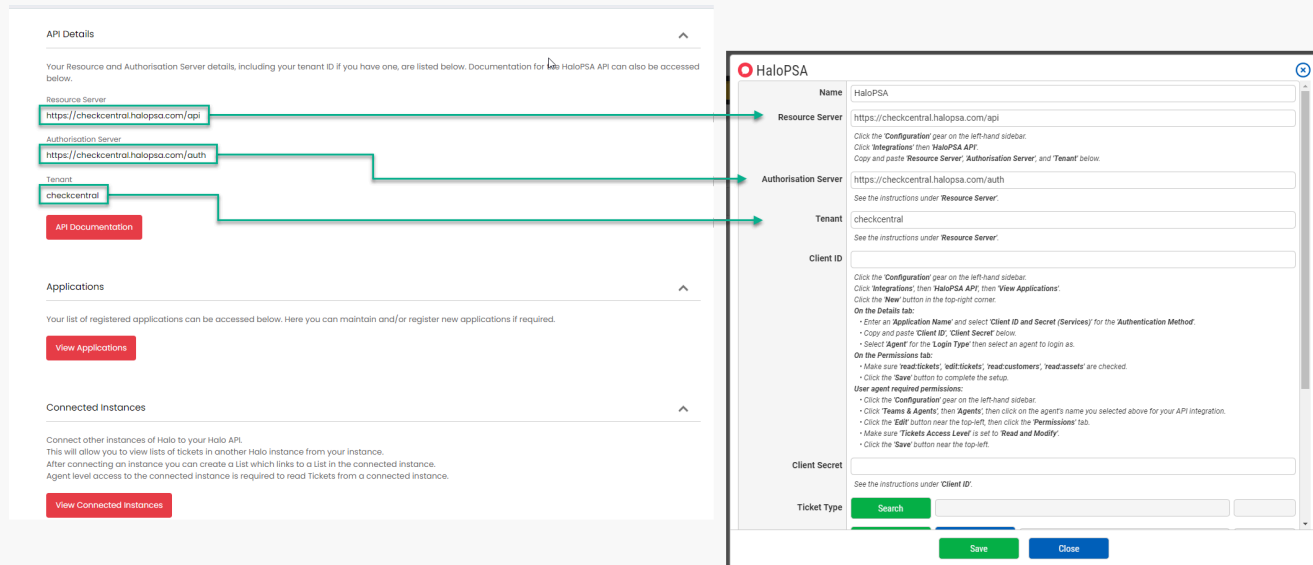 API Details
Your Resource and Authorisation Server details, including your tenant ID if you have one, are listed below. Documentation for the HaloPSA API can also be accessed
below.
Resource Server
https://checkcentral.halopsa.com/api
Authorisation Server
https://checkcentral.halopsa.com/auth
Tenant
checkcentral
API Documentation
Applications
Your list of registered applications can be accessed below. Here you can maintain and/or register new applications if required.
View Applications
Connected Instances
Connect other instances of Halo to your Halo API.
This will allow you to view lists of tickets in another Halo instance from your instance.
After connecting an instance you can create a List which links to a List in the connected instance.
Agent level access to the connected instance is required to read Tickets from a connected instance.
View Connected Instances
HaloPSA
Name HaloPSA
Resource Server https://checkcentral.halopsa.com/api
Click the 'Configuration' gear on the left-hand sidebar.
Click 'Integrations' then 'HaloPSA API'.
Copy and paste 'Resource Server', 'Authorisation Server', and 'Tenant' below.
Authorisation Server https://checkcentral.halopsa.com/auth
See the instructions under 'Resource Server'.
Tenant checkcentral
See the instructions under 'Resource Server'.
Client ID
Click the 'Configuration' gear on the left-hand sidebar.
Click 'Integrations', then 'HaloPSA API', then 'View Applications'.
Click the 'New' button in the top-right corner.
On the Details tab:
• Enter an 'Application Name' and select 'Client ID and Secret (Services)' for the 'Authentication Method'.
• Copy and paste 'Client ID', 'Client Secret' below.
• Select 'Agent' for the 'Login Type' then select an agent to login as.
On the Permissions tab:
• Make sure 'read:tickets', 'edit:tickets', 'read:customers', 'read:assets' are checked.
• Click the 'Save' button to complete the setup.
User agent required permissions:
• Click the 'Configuration' gear on the left-hand sidebar.
• Click 'Teams & Agents', then 'Agents', then click on the agent's name you selected above for your API integration.
• Click the 'Edit' button near the top-left, then click the 'Permissions' tab.
• Make sure 'Tickets Access Level' is set to 'Read and Modify'.
• Click the 'Save' button near the top-left.
Client Secret
See the instructions under 'Client ID'.
Ticket Type Search
Save Close